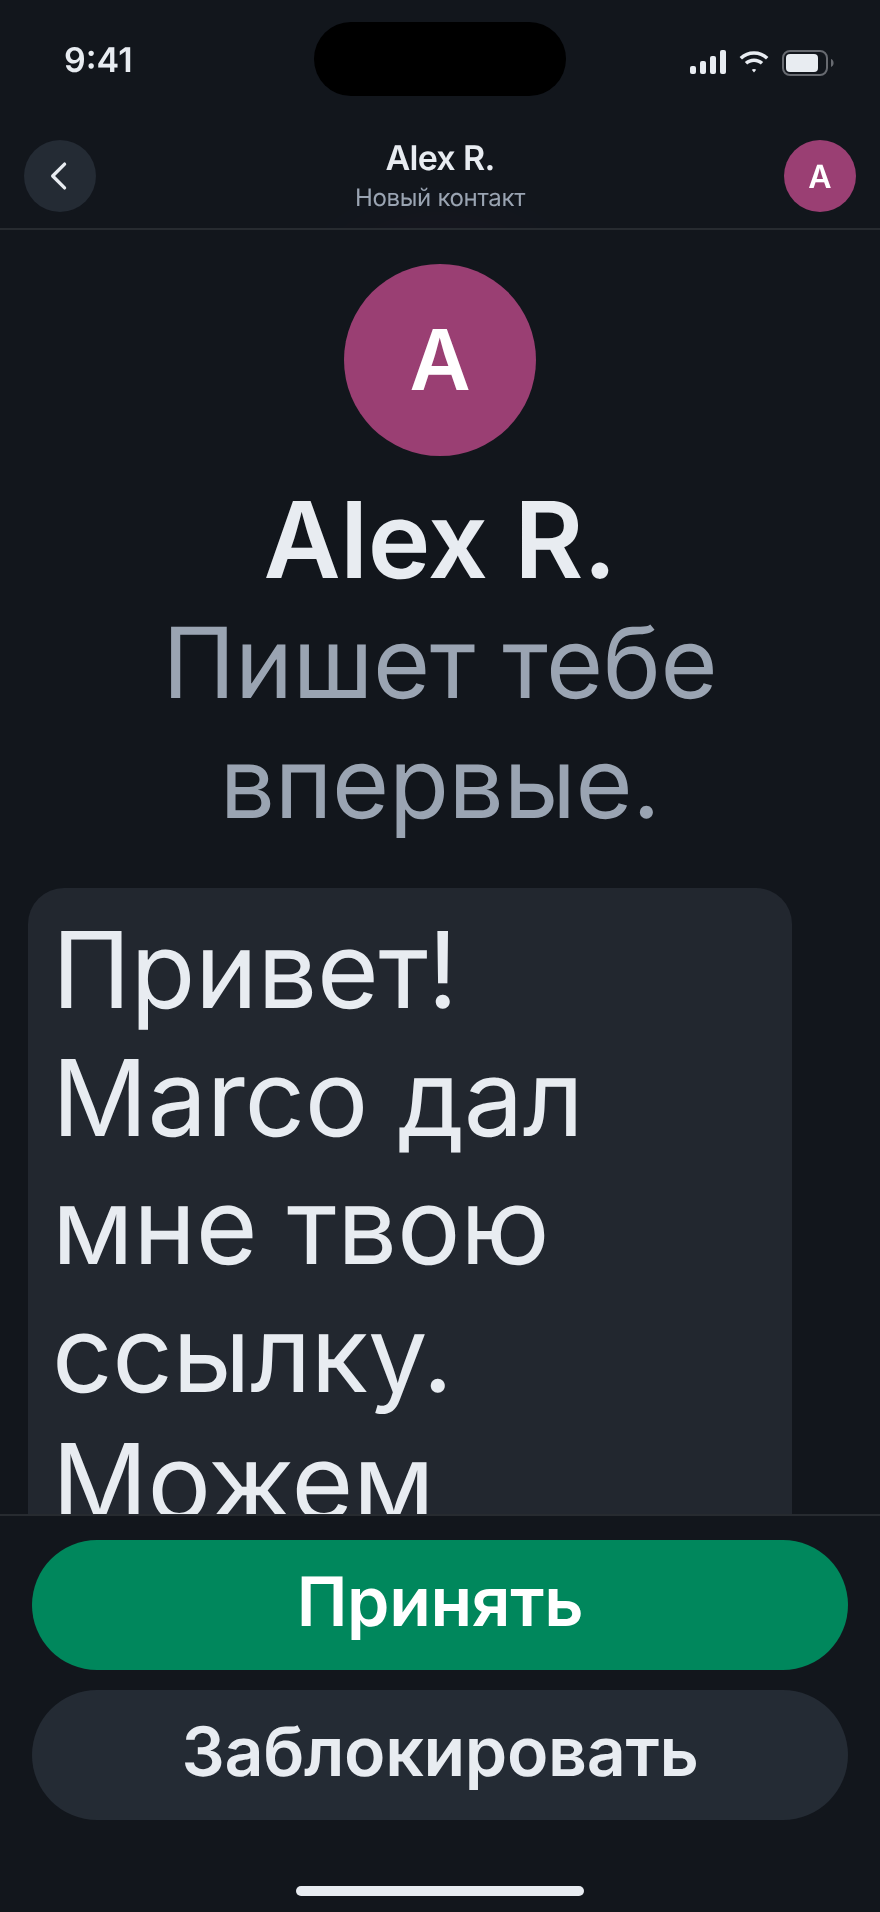 9:41
Alex R.
Новый контакт
A
A
Alex R.
Пишет тебе
впервые.
Привет!
Marco дал
мне твою
ссылку.
Можем
Принять
Заблокировать